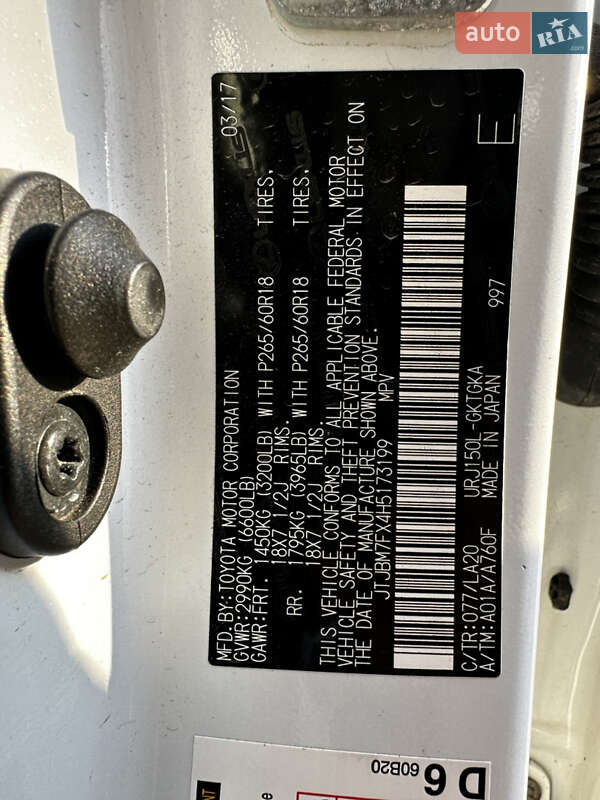 auto RIA.com
MFD.BY:TOYOTA MOTOR CORPORATION 03/17
GVWR:2990KG (6600LB)
GAWR:FRT. 1450KG (3200LB) WITH P265/60R18 TIRES.
18X7 1/2J RIMS.
RR. 1795KG (3965LB) WITH P265/60R18 TIRES.
18X7 1/2J RIMS.
THIS VEHICLE CONFORMS TO ALL APPLICABLE FEDERAL MOTOR
VEHICLE SAFETY AND THEFT PREVENTION STANDARDS IN EFFECT ON
THE DATE OF MANUFACTURE SHOWN ABOVE.
JTJBM7FX4H5173199 MPV
E
C/TR:077/LA20 URJ150L-GKTGKA
A/TM:A01A/A760F MADE IN JAPAN 997
D 6
60B20